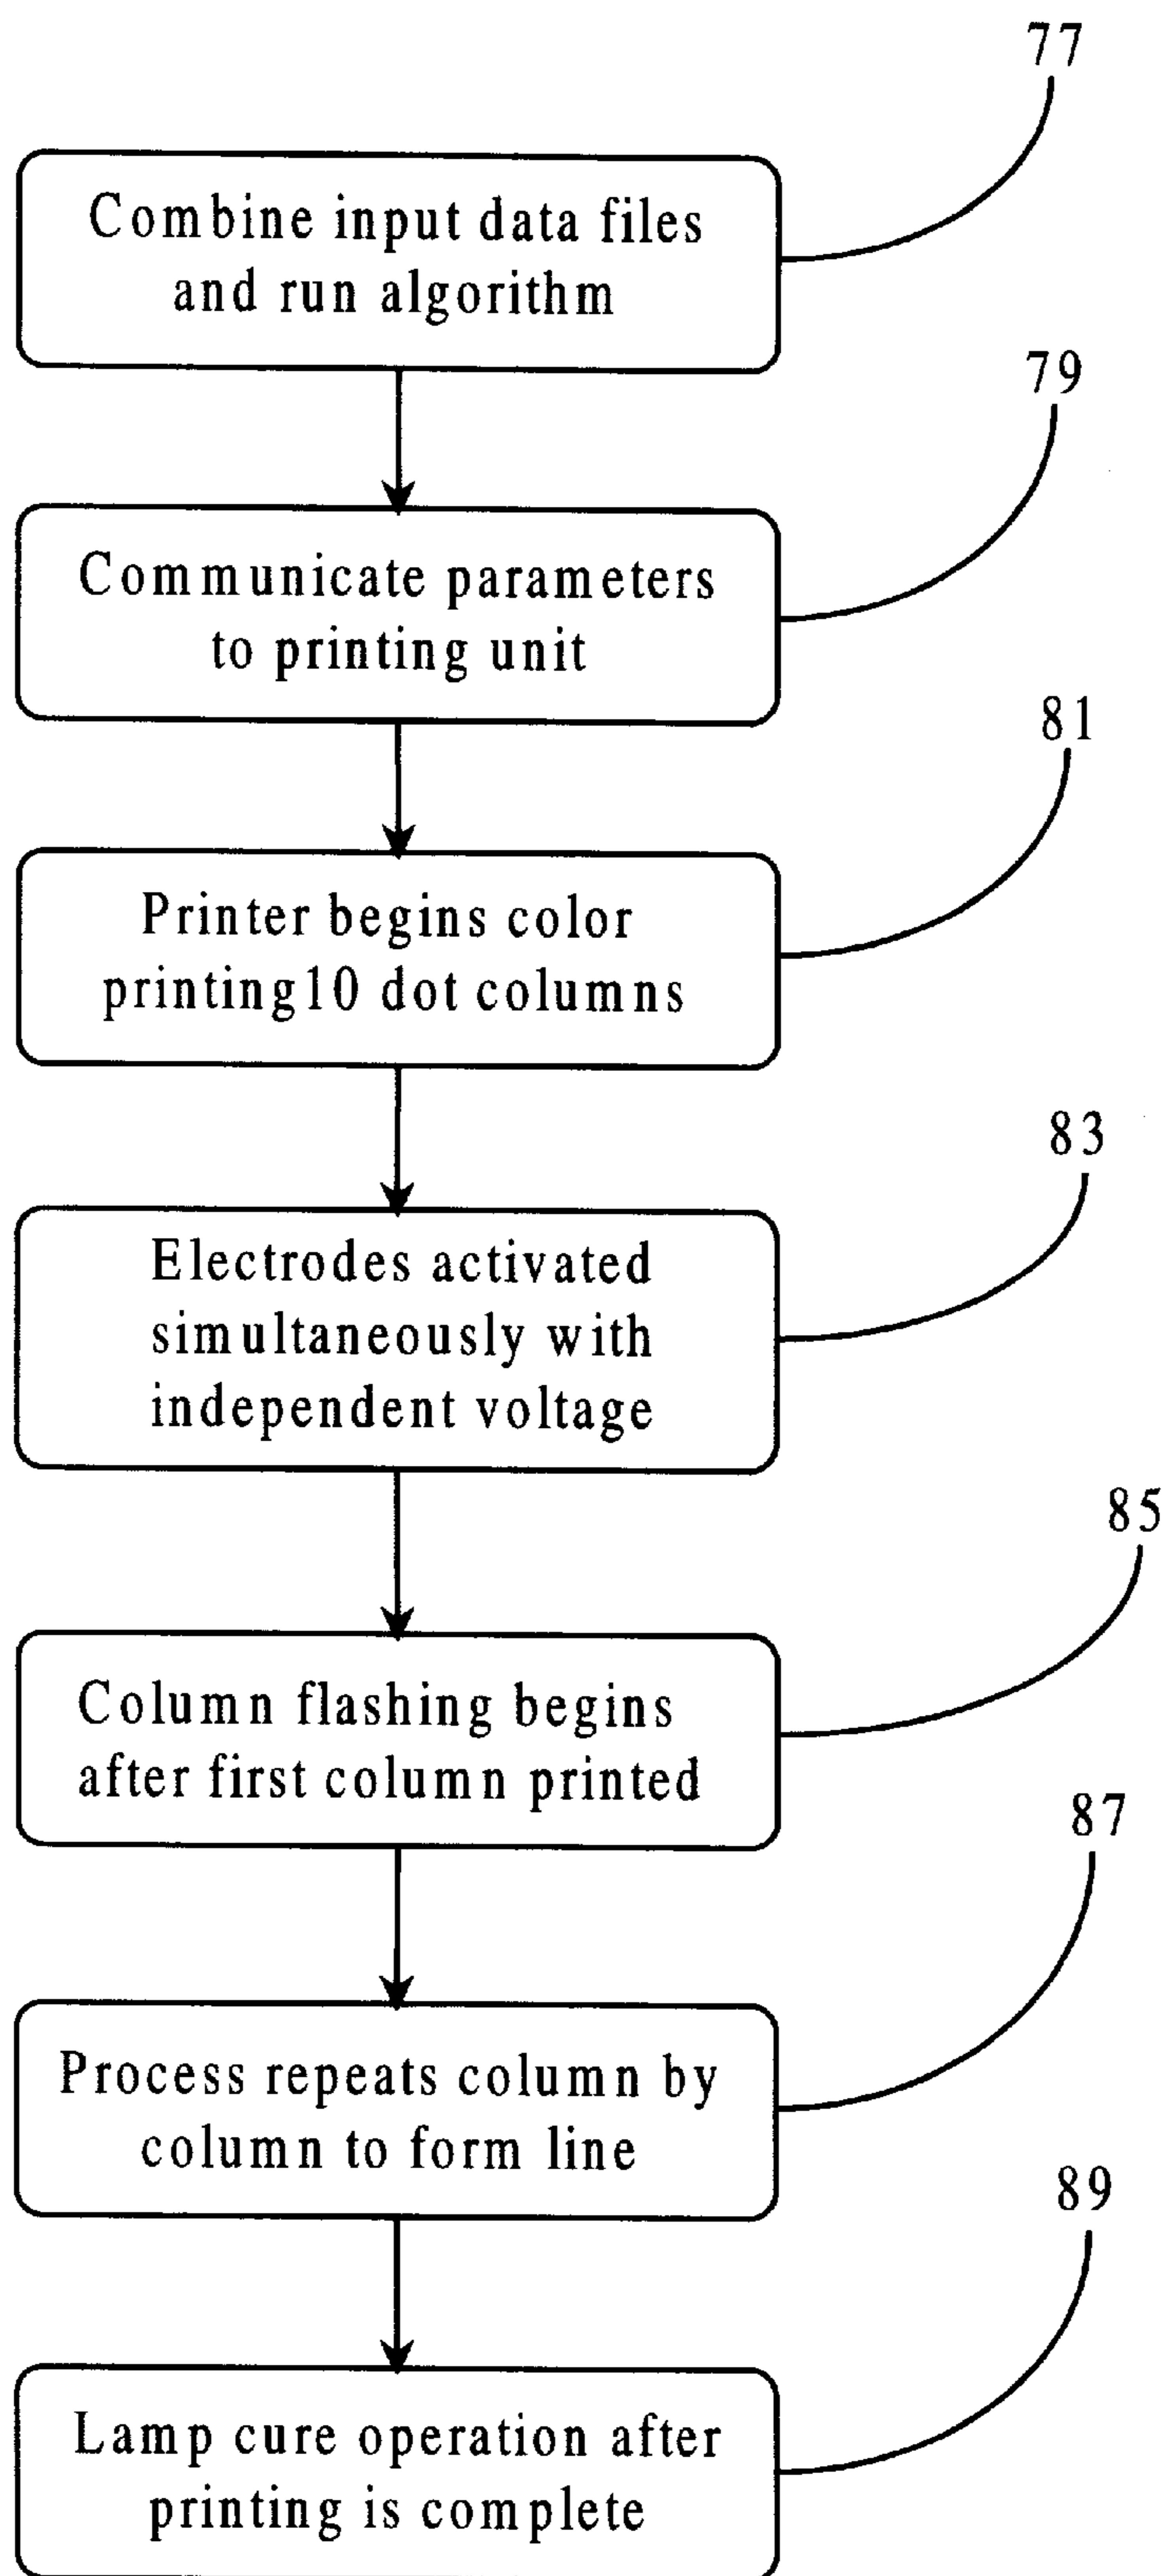 77
Combine input data files
and run algorithm
79
Communicate parameters
to printing unit
81
Printer begins color
printing10 dot columns
83
Electrodes activated
simultaneously with
independent voltage
85
Column flashing begins
after first column printed
87
Process repeats column by
column to form line
89
Lamp cure operation after
printing is complete